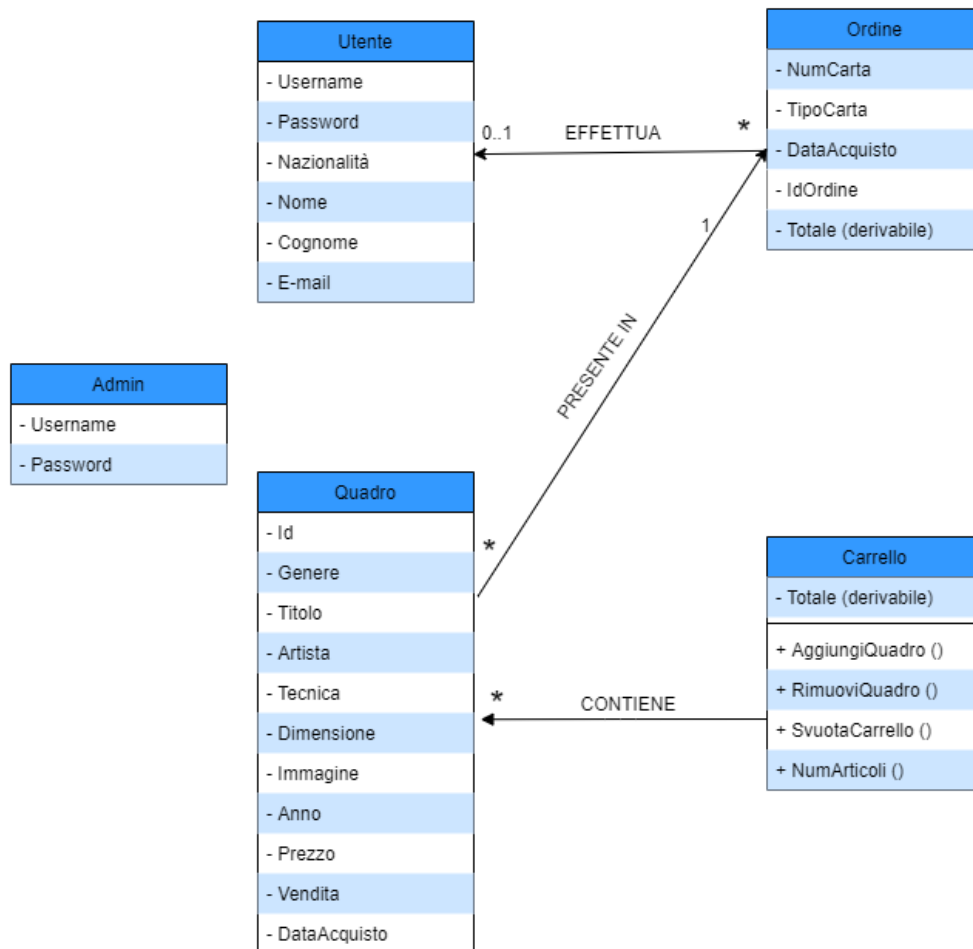 Utente
- Username
- Password
- Nazionalità
- Nome
- Cognome
- E-mail
0..1
EFFETTUA
*
Ordine
- NumCarta
- TipoCarta
- DataAcquisto
- IdOrdine
- Totale (derivabile)
1
PRESENTE IN
*
Admin
- Username
- Password
Quadro
- Id
- Genere
- Titolo
- Artista
- Tecnica
- Dimensione
- Immagine
- Anno
- Prezzo
- Vendita
- DataAcquisto
*
CONTIENE
Carrello
- Totale (derivabile)
+ AggiungiQuadro ()
+ RimuoviQuadro ()
+ SvuotaCarrello ()
+ NumArticoli ()